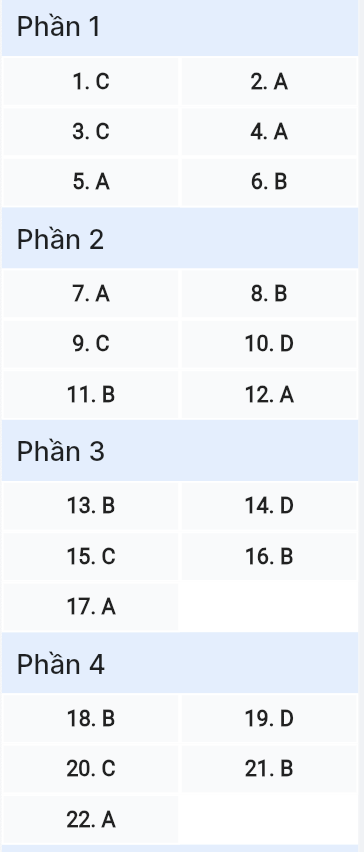 Phần 1
1. C 2. A
3. C 4. A
5. A 6. B
Phần 2
7. A 8. B
9. C 10. D
11. B 12. A
Phần 3
13. B 14. D
15. C 16. B
17. A
Phần 4
18. B 19. D
20. C 21. B
22. A